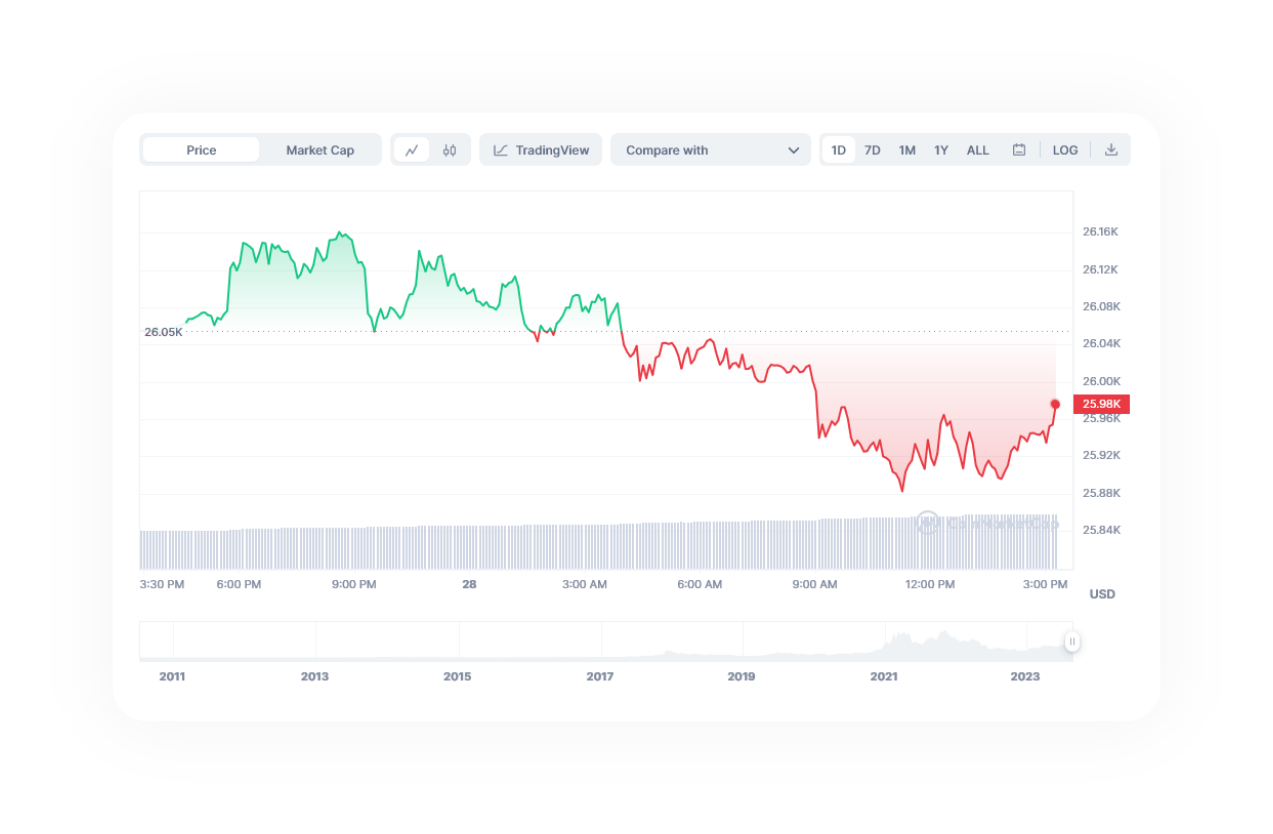 Price Market Cap TradingView Compare with 1D 7D 1M 1Y ALL LOG
26.16K
26.12K
26.08K
26.05K
26.04K
26.00K
25.98K
25.96K
25.92K
25.88K
CoinMarketCap
25.84K
3:30 PM 6:00 PM 9:00 PM 28 3:00 AM 6:00 AM 9:00 AM 12:00 PM 3:00 PM
USD
2011 2013 2015 2017 2019 2021 2023